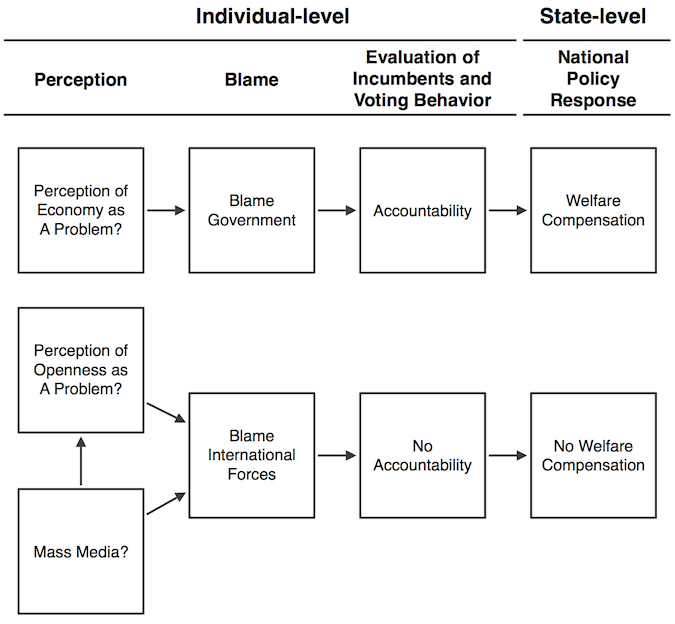 Individual-level
State-level
Perception
Blame
Evaluation of
Incumbents and
Voting Behavior
National
Policy
Response
Perception of
Economy as
A Problem?
Blame
Government
Accountability
Welfare
Compensation
Perception of
Openness as
A Problem?
Blame
International
Forces
No
Accountability
No Welfare
Compensation
Mass Media?